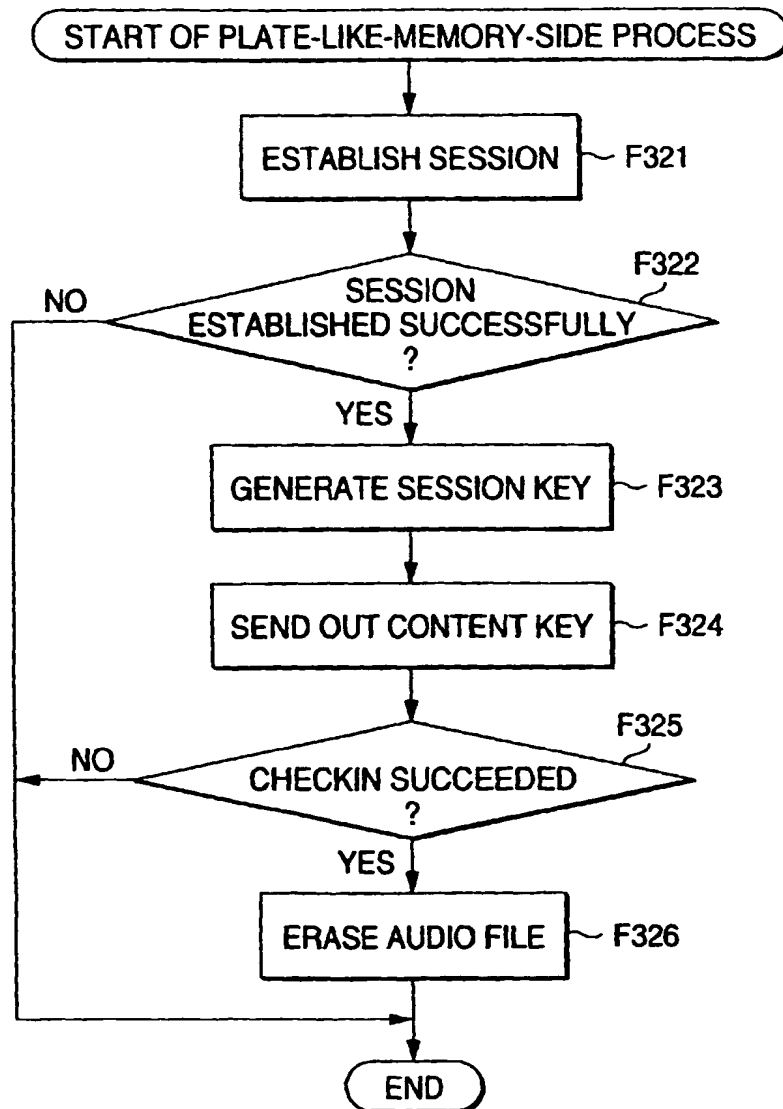 START OF PLATE-LIKE-MEMORY-SIDE PROCESS
ESTABLISH SESSION
F321
F322
NO
SESSION
ESTABLISHED SUCCESSFULLY
?
YES
GENERATE SESSION KEY
F323
SEND OUT CONTENT KEY
F324
F325
NO
CHECKIN SUCCEEDED
?
YES
ERASE AUDIO FILE
F326
END